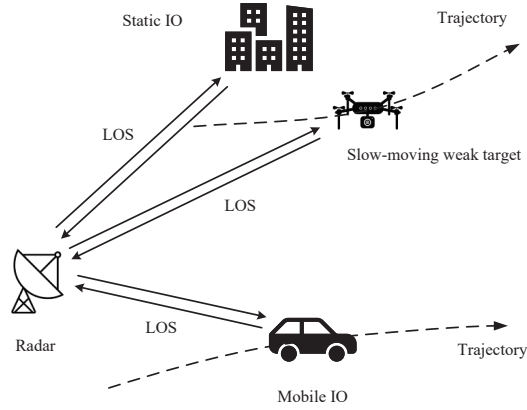 Static IO
Trajectory
LOS
Slow-moving weak target
LOS
LOS
Radar
Trajectory
Mobile IO